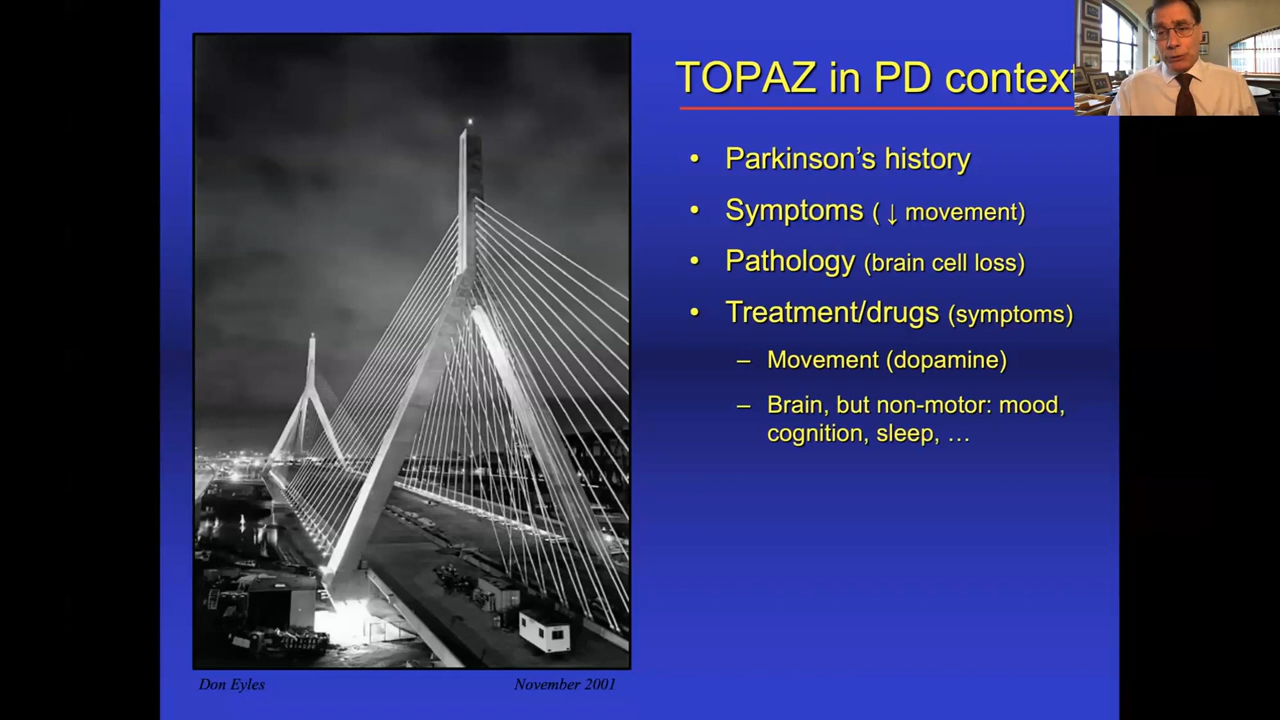 TOPAZ in PD context
• Parkinson’s history
• Symptoms ( ↓ movement)
• Pathology (brain cell loss)
• Treatment/drugs (symptoms)
– Movement (dopamine)
– Brain, but non-motor: mood,
cognition, sleep, …
Don Eyles
November 2001